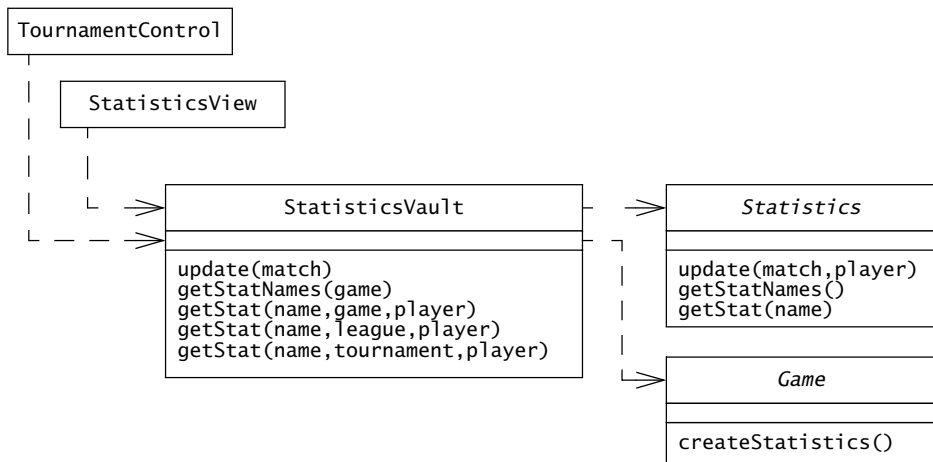 TournamentControl
StatisticsView
StatisticsVault
update(match)
getStatNames(game)
getStat(name,game,player)
getStat(name,league,player)
getStat(name,tournament,player)
Statistics
update(match,player)
getStatNames()
getStat(name)
Game
createStatistics()